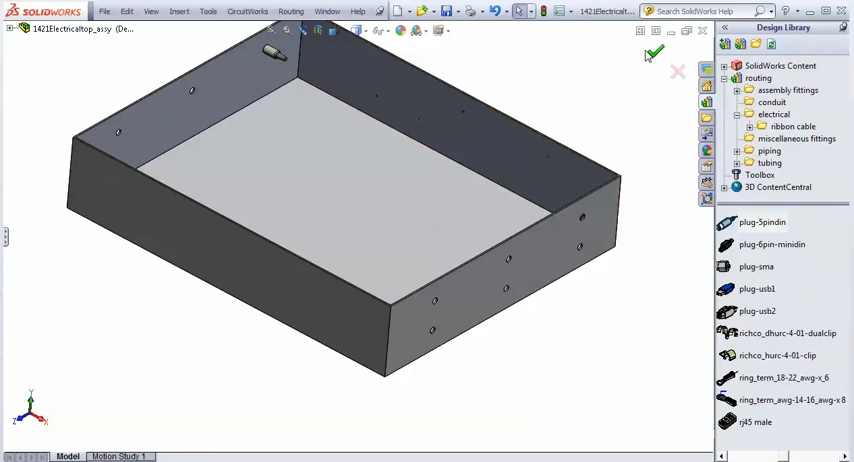 SOLIDWORKS File Edit View Insert Tools CircuitWorks Routing Window Help 1421Electricalt... Search SolidWorks Help
1421Electricaltop_assy (De...
Design Library
SolidWorks Content
routing
assembly fittings
conduit
electrical
ribbon cable
miscellaneous fittings
piping
tubing
Toolbox
3D ContentCentral
plug-5pindin
plug-6pin-minidin
plug-sma
plug-usb1
plug-usb2
richco_dhurc-4-01-dualclip
richco_hurc-4-01-clip
ring_term_18-22_awg-x_6
ring_term_awg-14-16_awg-x 8
rj45 male
Y
Z
X
Model Motion Study 1